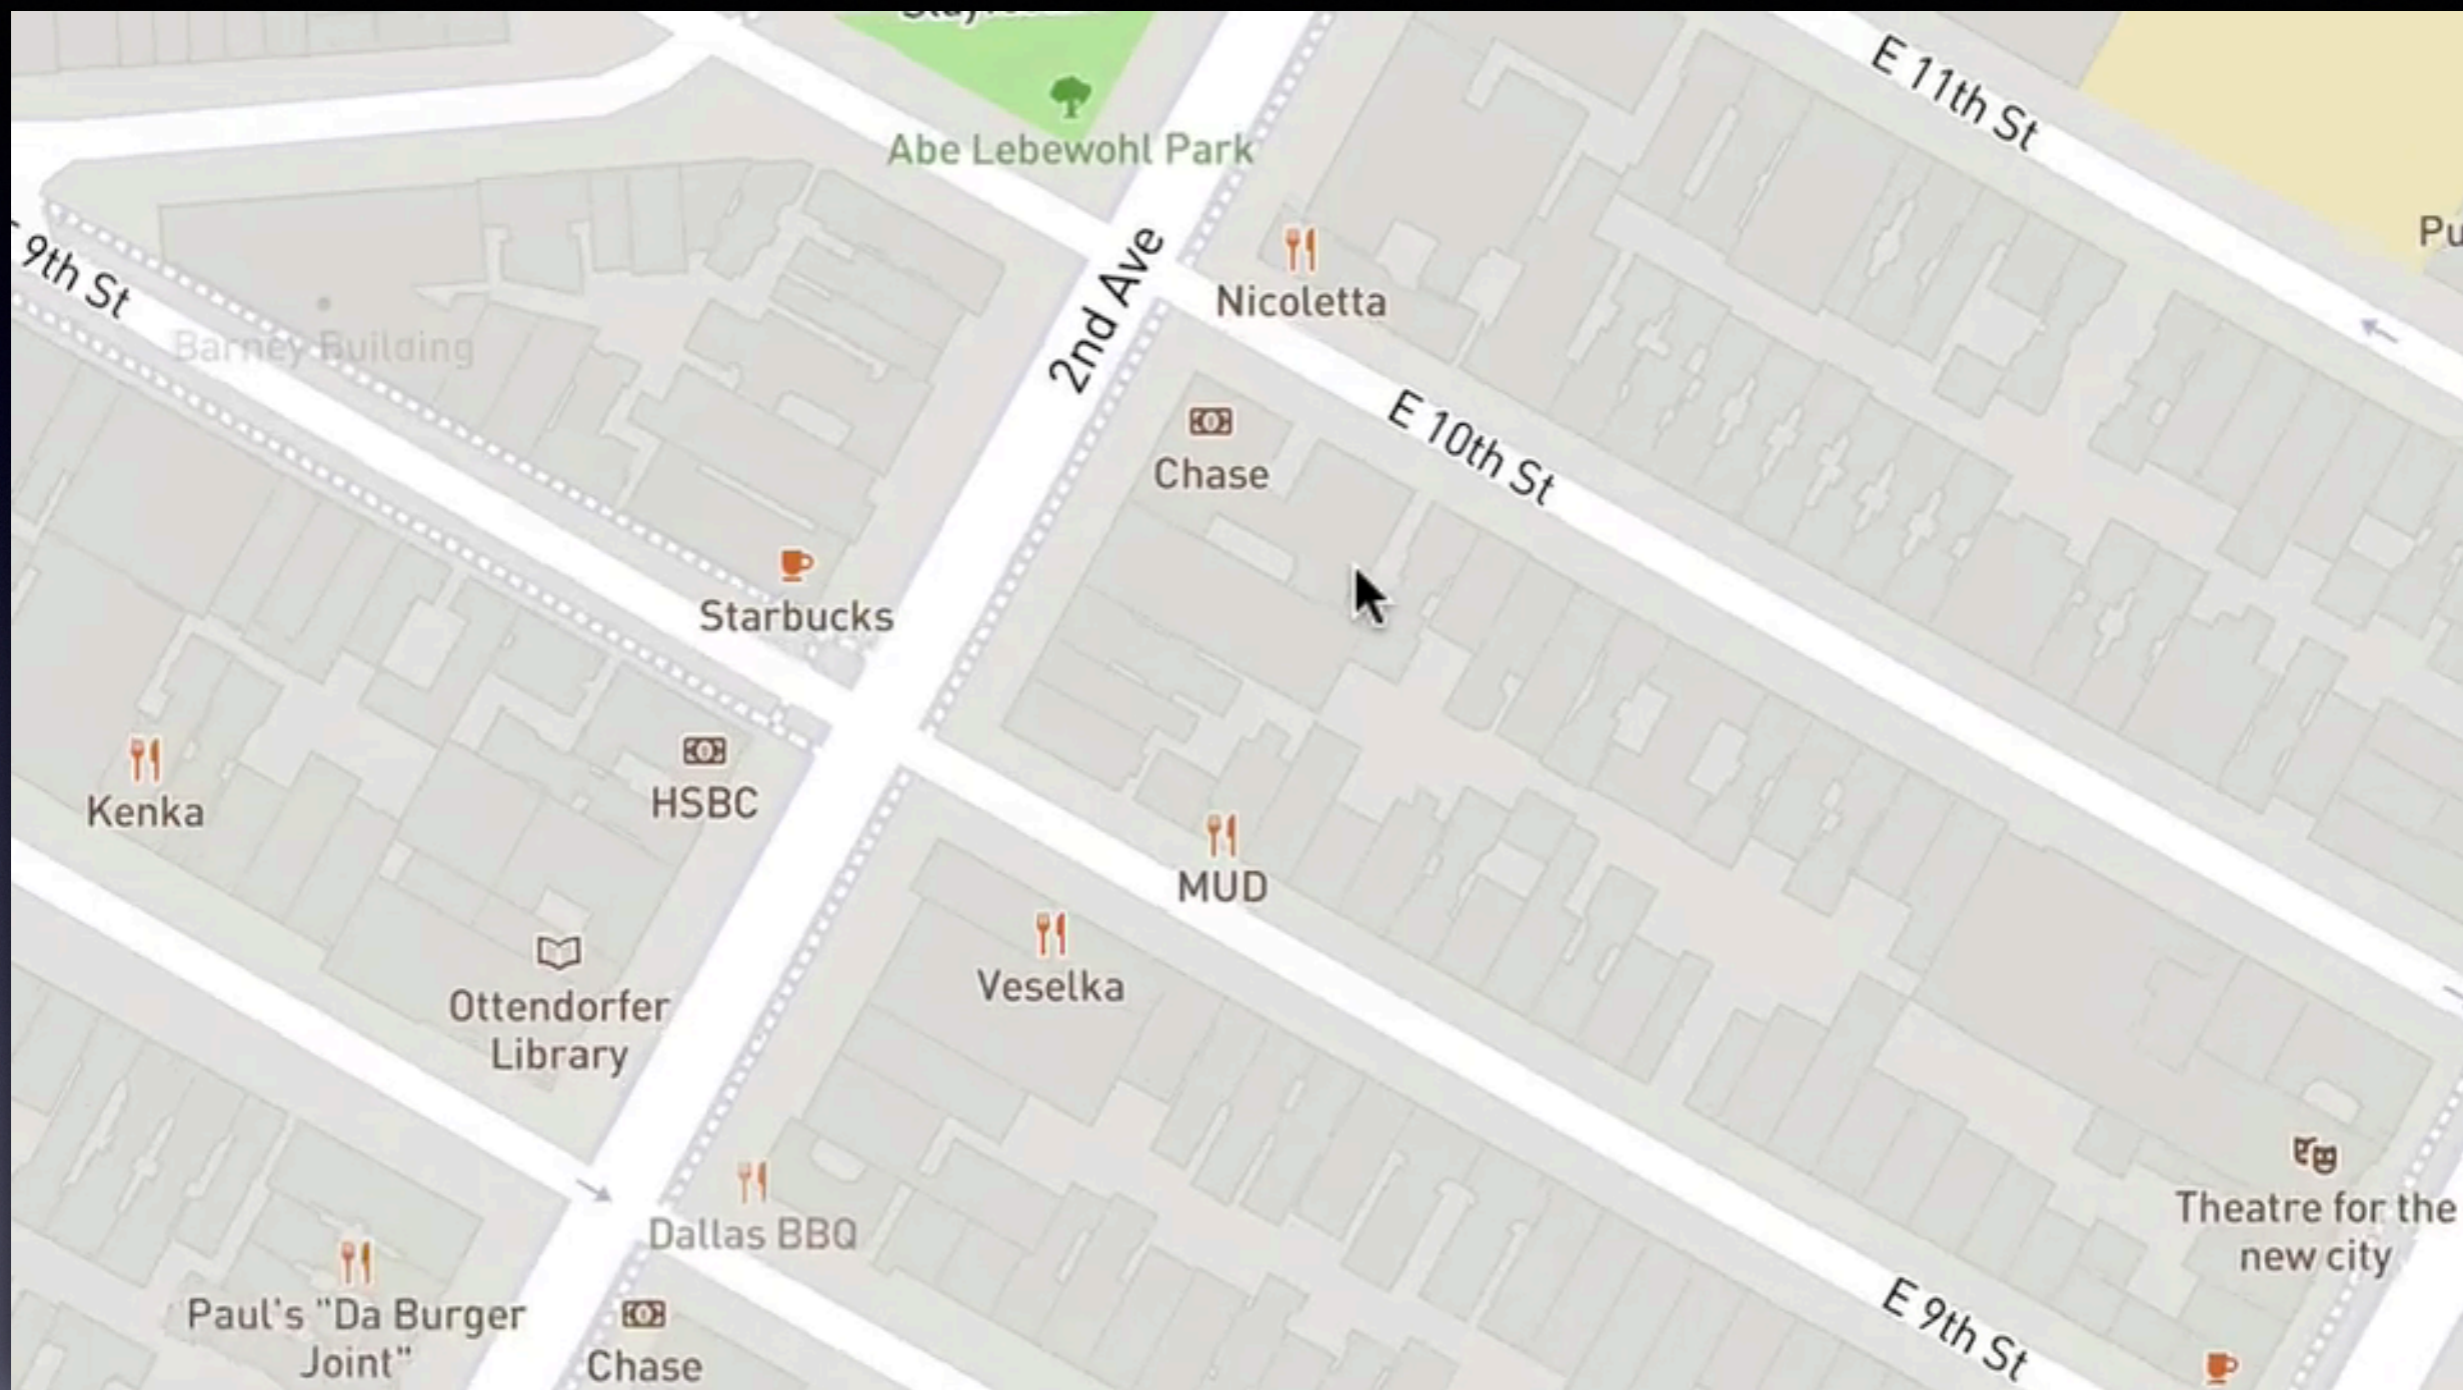 E 11th St
Abe Lebewohl Park
Pu
9th St
2nd Ave
Nicoletta
Barney Building
E 10th St
Chase
Starbucks
HSBC
Kenka
MUD
Veselka
Ottendorfer
Library
Dallas BBQ
Theatre for the
new city
Paul's "Da Burger
Joint"
Chase
E 9th St